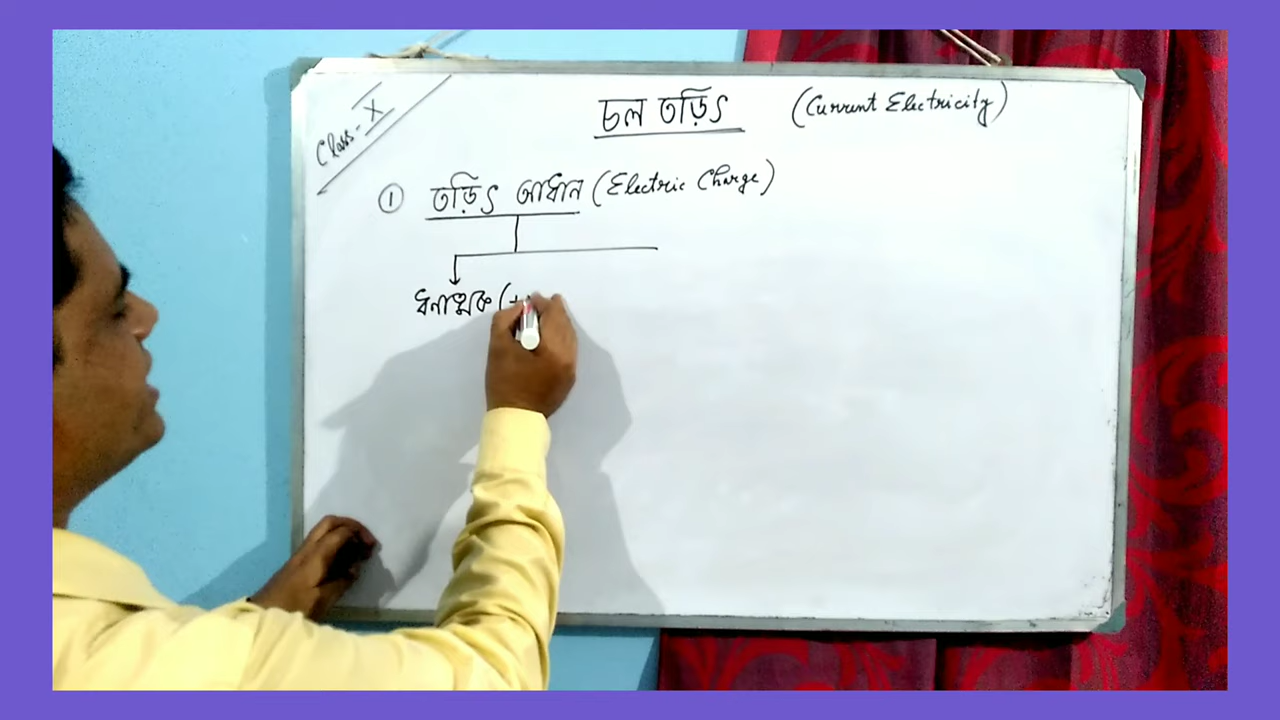 Class - X
চল তড়িৎ (Current Electricity)
① তড়িৎ আধান (Electric Charge)
ধনাত্মক (+